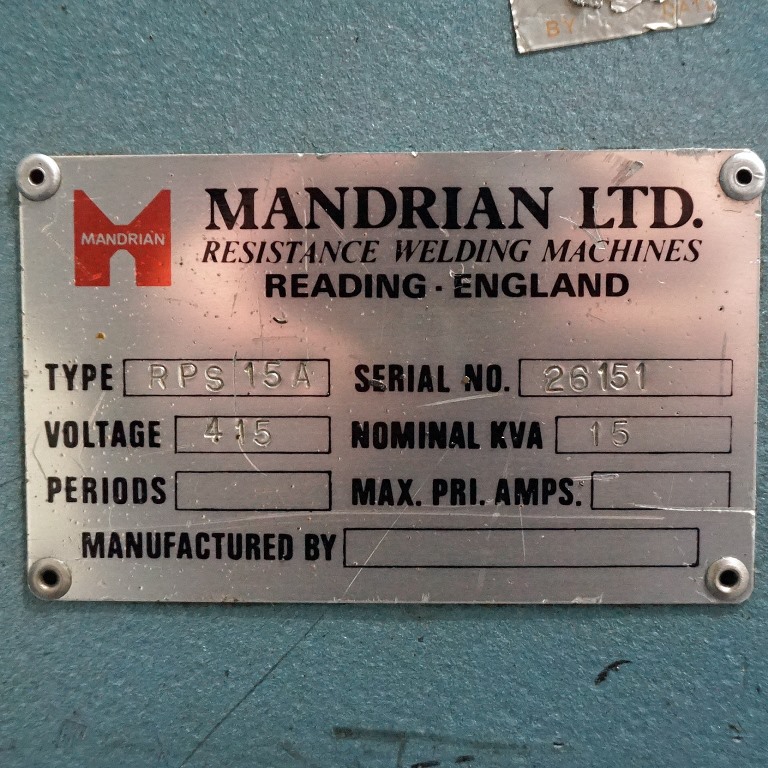 BY
MANDRIAN
MANDRIAN LTD.
RESISTANCE WELDING MACHINES
READING · ENGLAND
TYPE RPS 15A SERIAL NO. 26151
VOLTAGE 415 NOMINAL KVA 15
PERIODS MAX. PRI. AMPS.
MANUFACTURED BY